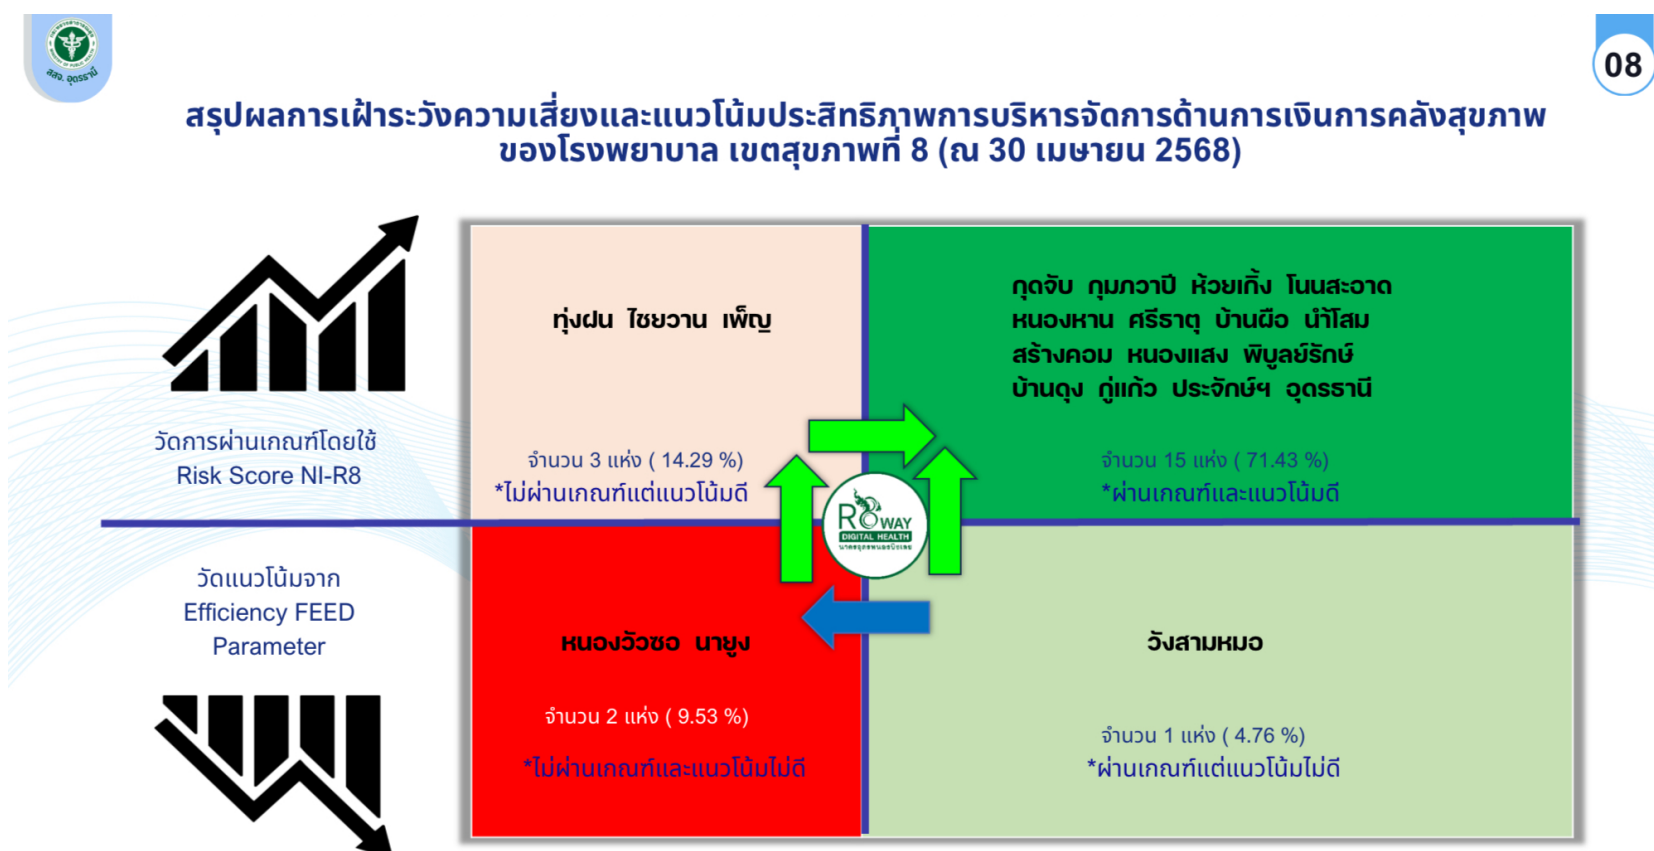 สสจ. อุดรธานี
08
สรุปผลการเฝ้าระวังความเสี่ยงและแนวโน้มประสิทธิภาพการบริหารจัดการด้านการเงินการคลังสุขภาพ
ของโรงพยาบาล เขตสุขภาพที่ 8 (ณ 30 เมษายน 2568)
วัดการผ่านเกณฑ์โดยใช้
Risk Score NI-R8
ทุ่งฝน ไชยวาน เพ็ญ
จำนวน 3 แห่ง ( 14.29 %)
*ไม่ผ่านเกณฑ์แต่แนวโน้มดี
กุดจับ กุมภวาปี ห้วยเกิ้ง โนนสะอาด
หนองหาน ศรีธาตุ บ้านผือ น้ำโสม
สร้างคอม หนองแสง พิบูลย์รักษ์
บ้านดุง กู่แก้ว ประจักษ์ฯ อุดรธานี
จำนวน 15 แห่ง ( 71.43 %)
*ผ่านเกณฑ์และแนวโน้มดี
R8WAY
DIGITAL HEALTH
วัดแนวโน้มจาก
Efficiency FEED
Parameter
หนองวัวซอ นายูง
จำนวน 2 แห่ง ( 9.53 %)
*ไม่ผ่านเกณฑ์และแนวโน้มไม่ดี
วังสามหมอ
จำนวน 1 แห่ง ( 4.76 %)
*ผ่านเกณฑ์แต่แนวโน้มไม่ดี